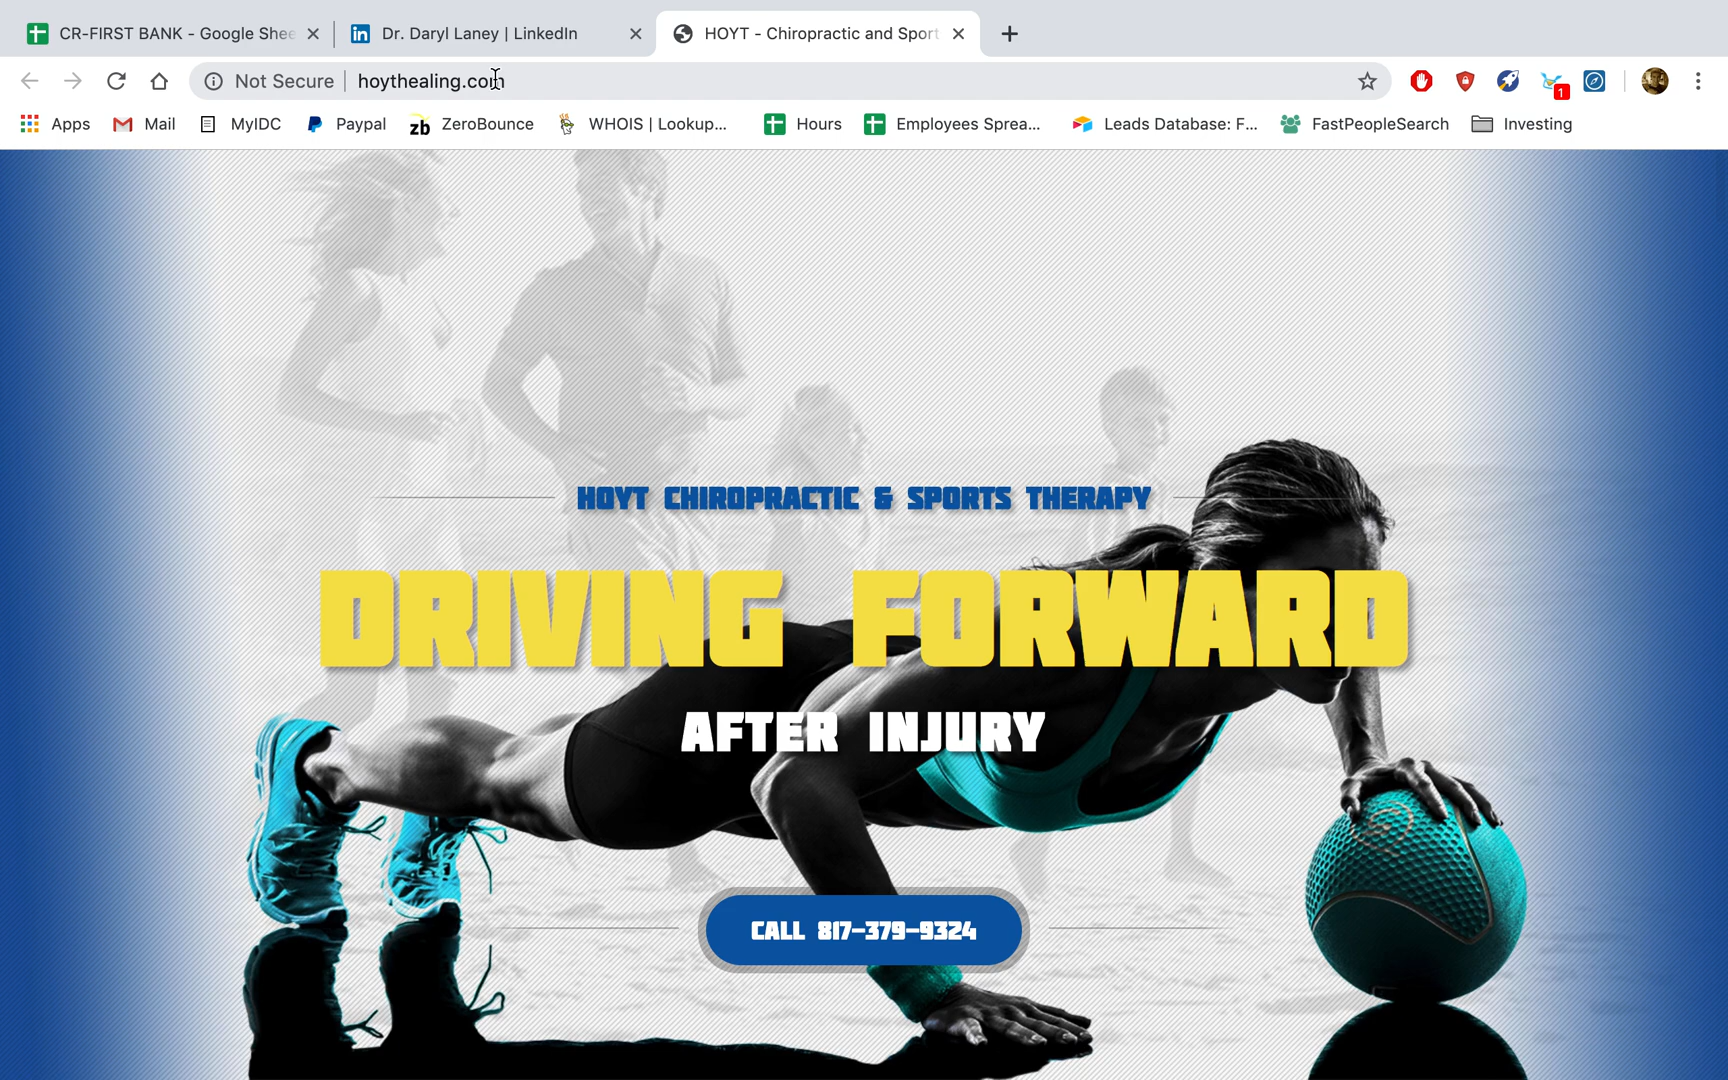 CR-FIRST BANK - Google Shee
Dr. Daryl Laney | LinkedIn
HOYT - Chiropractic and Sport
Not Secure
hoythealing.com
1
Apps
Mail
MyIDC
Paypal
zb ZeroBounce
WHOIS | Lookup...
Hours
Employees Sprea...
Leads Database: F...
FastPeopleSearch
Investing
HOYT CHIROPRACTIC & SPORTS THERAPY
DRIVING FORWARD
AFTER INJURY
CALL 817-379-9324